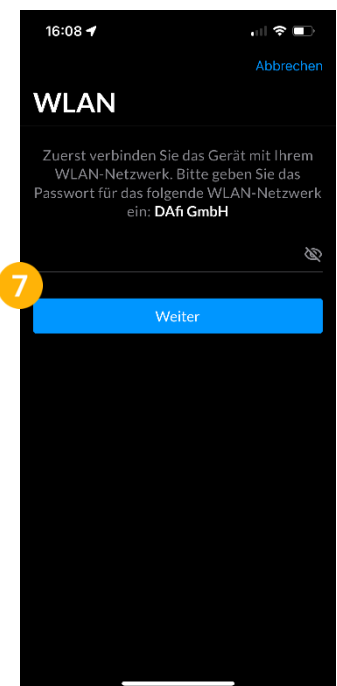 16:08
Abbrechen
WLAN
Zuerst verbinden Sie das Gerät mit Ihrem
WLAN-Netzwerk. Bitte geben Sie das
Passwort für das folgende WLAN-Netzwerk
ein: DAfi GmbH
7
Weiter